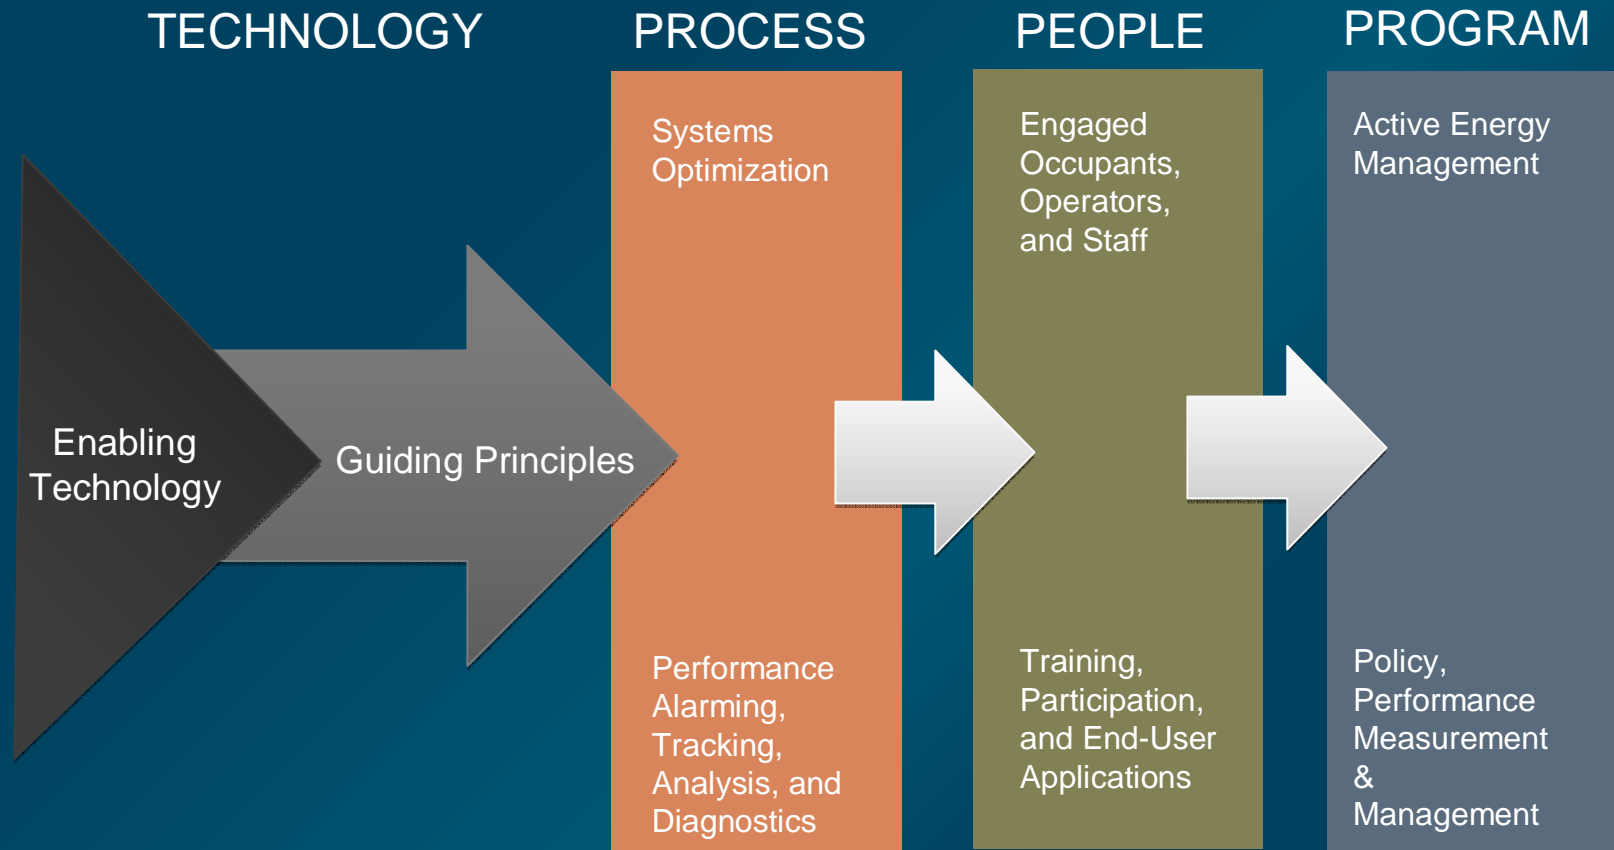 TECHNOLOGY
PROCESS
PEOPLE
PROGRAM
Enabling
Technology
Guiding Principles
Systems
Optimization
Performance
Alarming,
Tracking,
Analysis, and
Diagnostics
Engaged
Occupants,
Operators,
and Staff
Training,
Participation,
and End-User
Applications
Active Energy
Management
Policy,
Performance
Measurement
&
Management